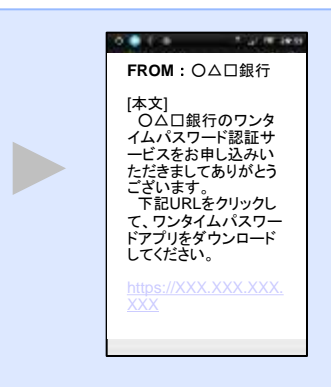 FROM：〇△□銀行
[本文]
　〇△□銀行のワンタ
イムパスワード認証サ
ービスをお申し込みい
ただきましてありがとう
ございます。
　下記URLをクリックし
て、ワンタイムパスワー
ドアプリをダウンロード
してください。
https://XXX.XXX.XXX.
XXX